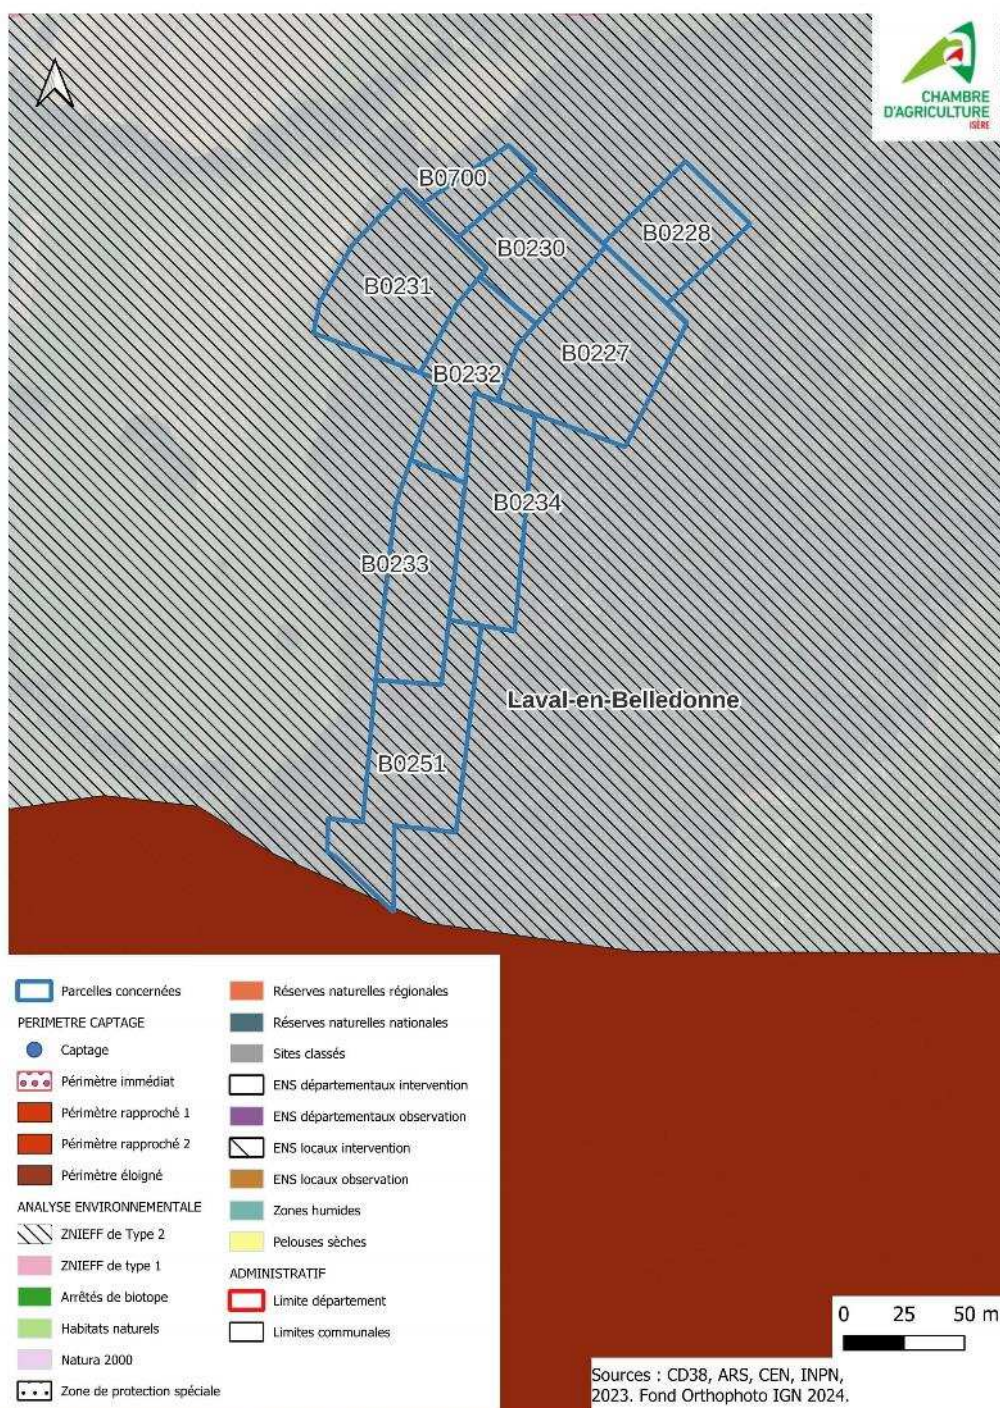 CHAMBRE
D'AGRICULTURE
ISÈRE
B0700
B0228
B0230
B0231
B0227
B0232
B0234
B0233
Laval-en-Belledonne
B0251
Parcelles concernées
PERIMETRE CAPTAGE
Captage
Périmètre immédiat
Périmètre rapproché 1
Périmètre rapproché 2
Périmètre éloigné
ANALYSE ENVIRONNEMENTALE
ZNIEFF de Type 2
ZNIEFF de type 1
Arrêtés de biotope
Habitats naturels
Natura 2000
Zone de protection spéciale
Réserves naturelles régionales
Réserves naturelles nationales
Sites classés
ENS départementaux intervention
ENS départementaux observation
ENS locaux intervention
ENS locaux observation
Zones humides
Pelouses sèches
ADMINISTRATIF
Limite département
Limites communales
0 25 50 m
Sources : CD38, ARS, CEN, INPN,
2023. Fond Orthophoto IGN 2024.